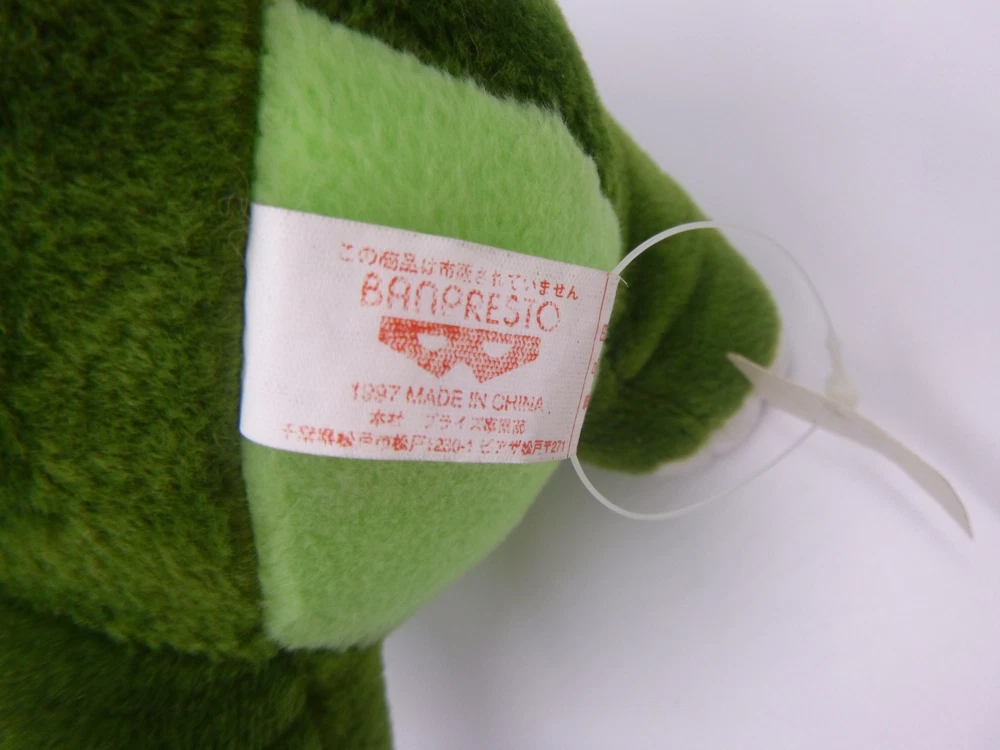 この商品は市販されていません
BANPRESTO
1997 MADE IN CHINA.
本社 プライズ事業部
千葉県松戸市松戸1230-1 ピアザ松戸〒271